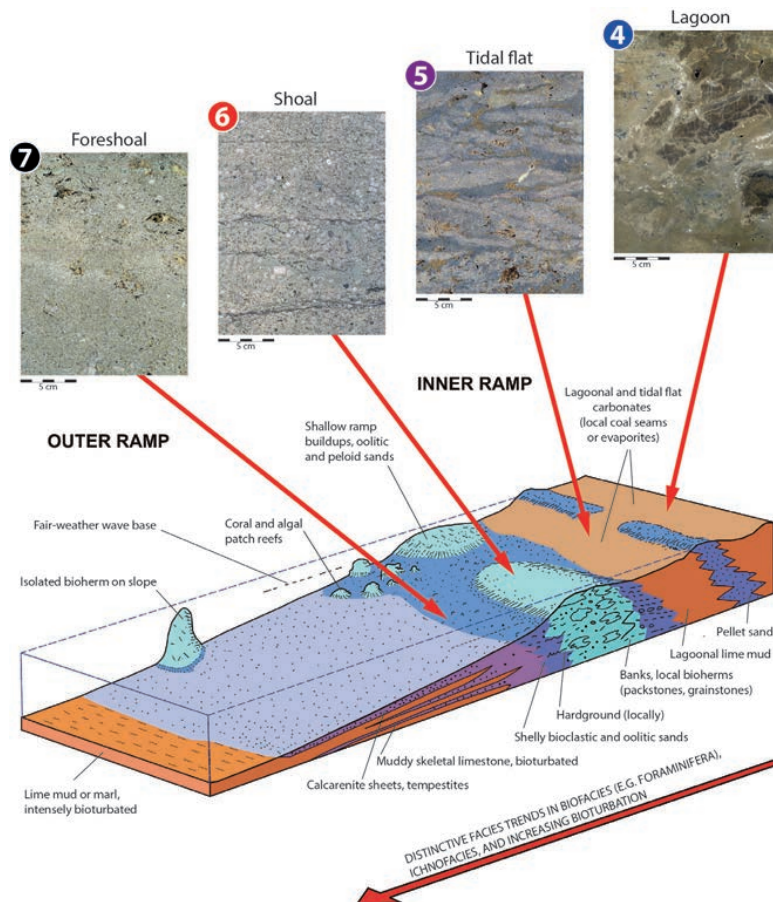 Lagoon
4
Tidal flat
5
Shoal
6
Foreshoal
7
5 cm
5 cm
5 cm
5 cm
INNER RAMP
OUTER RAMP
Lagoonal and tidal flat
carbonates
(local coal seams
or evaporites)
Shallow ramp
buildups, oolitic
and peloid sands
Fair-weather wave base
Coral and algal
patch reefs
Isolated bioherm on slope
Pellet sand
Lagoonal lime mud
Banks, local bioherms
(packstones, grainstones)
Hardground (locally)
Shelly bioclastic and oolitic sands
Muddy skeletal limestone, bioturbated
Calcarenite sheets, tempestites
Lime mud or marl,
intensely bioturbated
DISTINCTIVE FACIES TRENDS IN BIOFACIES (E.G. FORAMINIFERA),
ICHNOFACIES, AND INCREASING BIOTURBATION